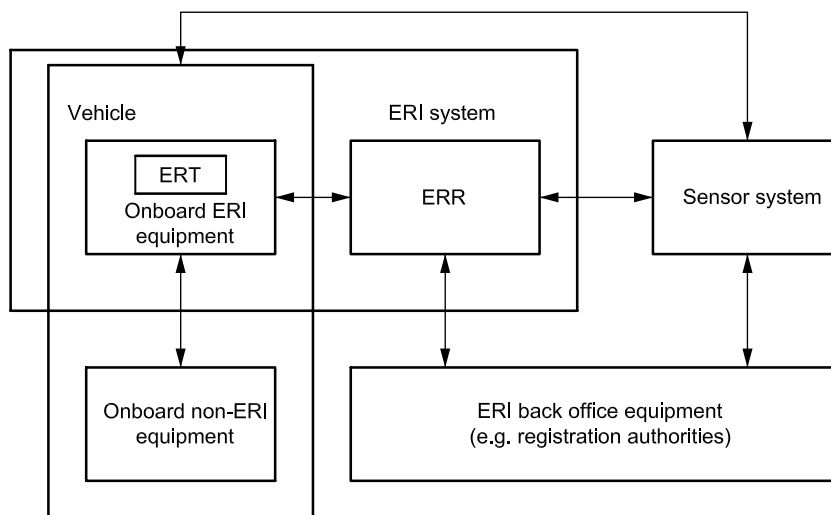 Vehicle
ERI system
ERT
Onboard ERI
equipment
ERR
Sensor system
Onboard non-ERI
equipment
ERI back office equipment
(e.g. registration authorities)